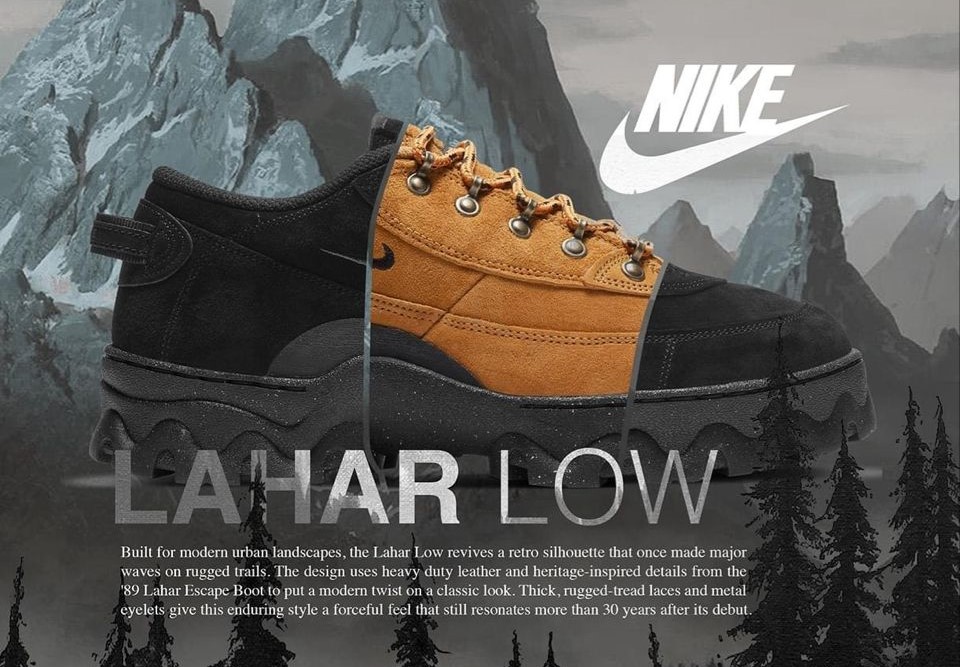 NIKE
LAHAR LOW
Built for modern urban landscapes, the Lahar Low revives a retro silhouette that once made major
waves on rugged trails. The design uses heavy duty leather and heritage-inspired details from the
'89 Lahar Escape Boot to put a modern twist on a classic look. Thick, rugged-tread laces and metal
eyelets give this enduring style a forceful feel that still resonates more than 30 years after its debut.